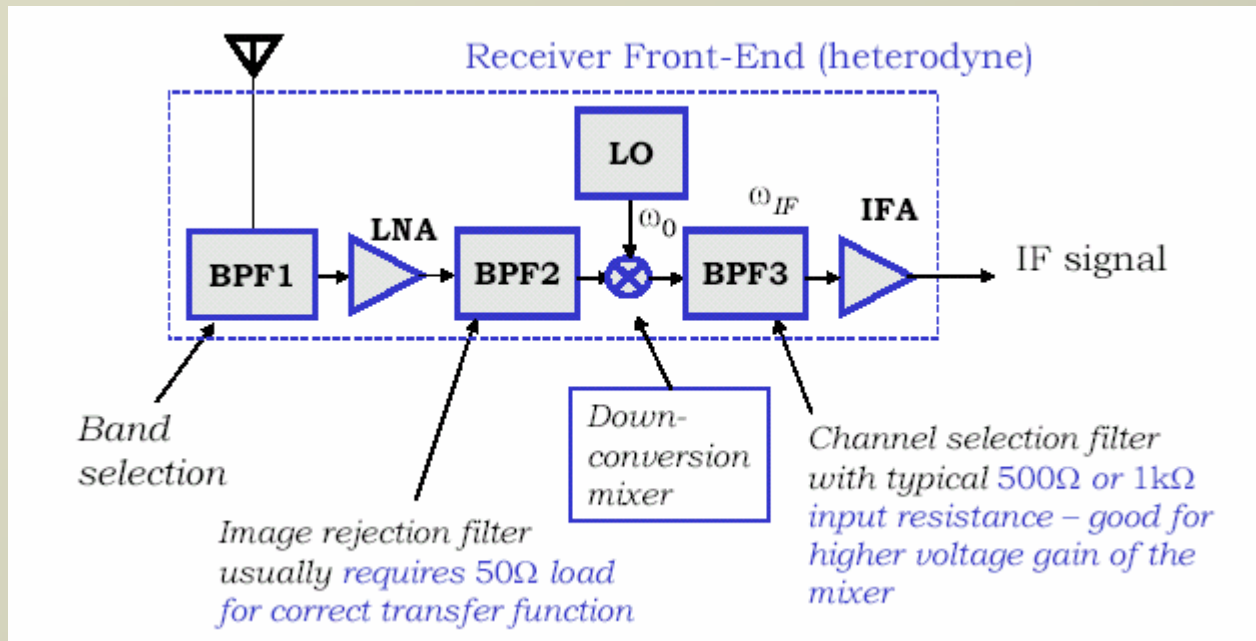 Receiver Front-End (heterodyne)
LO
ω0
ωIF
LNA
IFA
BPF1
BPF2
BPF3
IF signal
Band
selection
Image rejection filter
usually requires 50Ω load
for correct transfer function
Down-
conversion
mixer
Channel selection filter
with typical 500Ω or 1kΩ
input resistance – good for
higher voltage gain of the
mixer